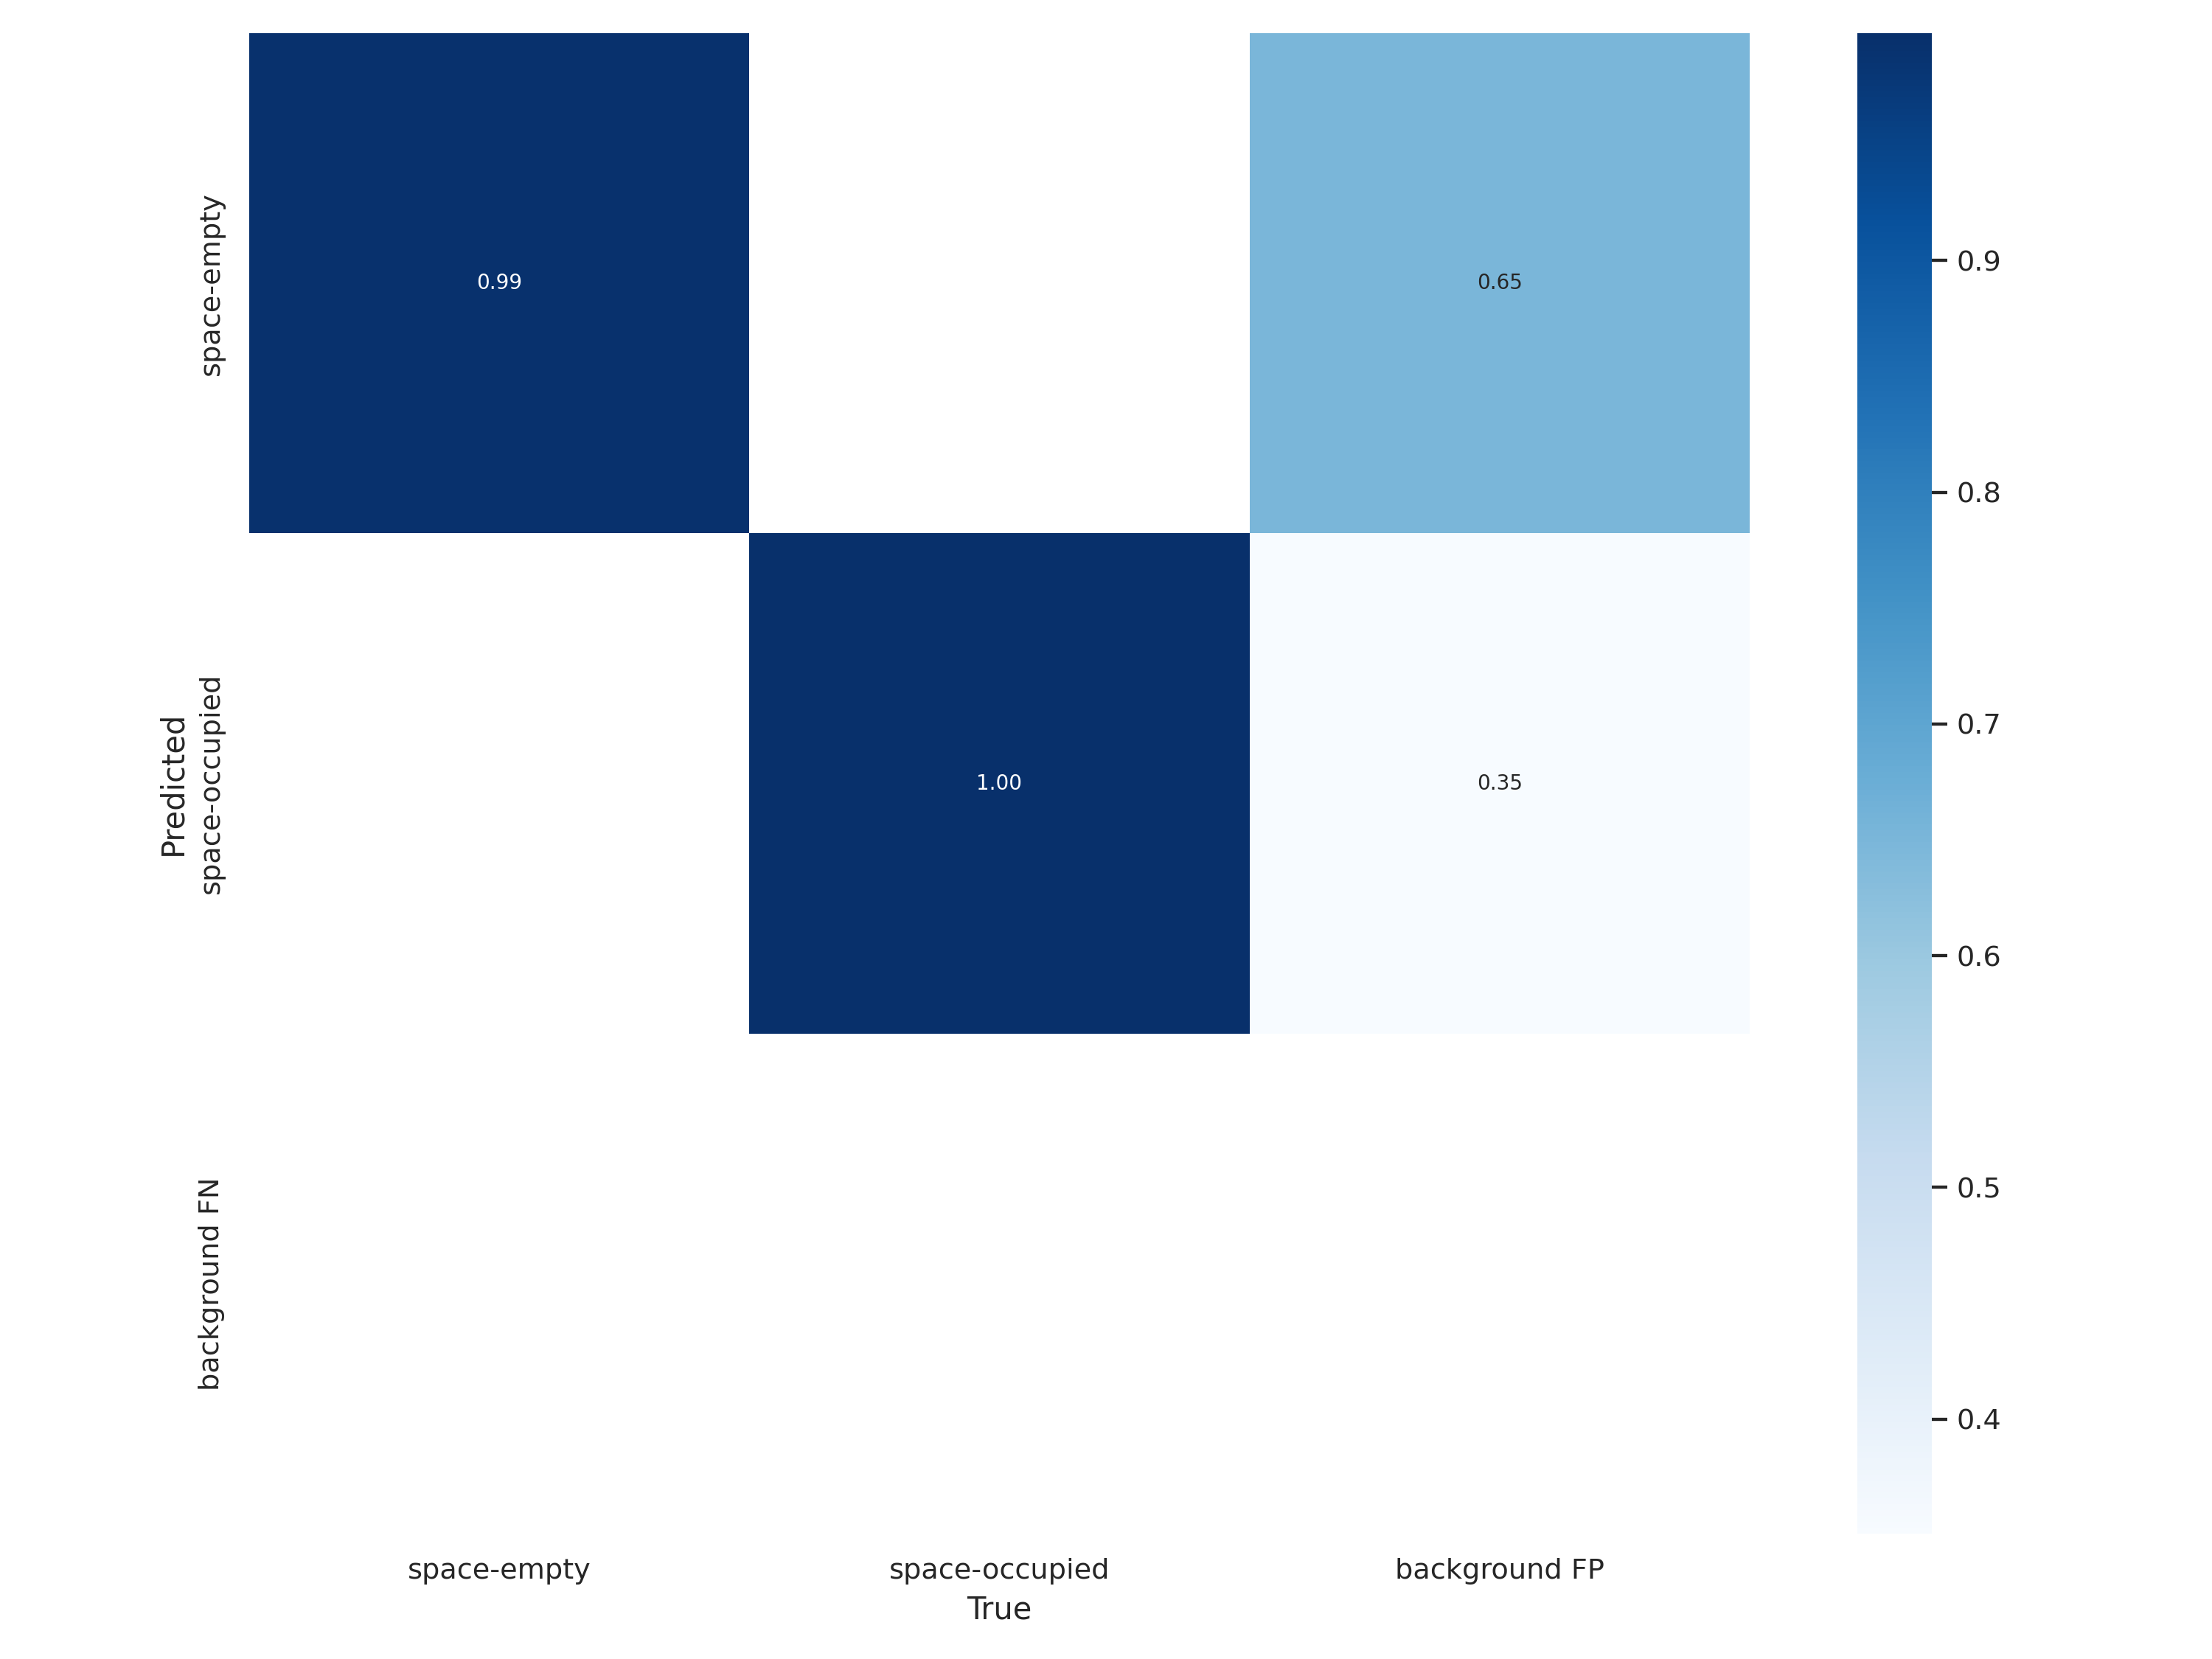 space-empty
space-occupied
background FN
Predicted
0.99
0.65
1.00
0.35
space-empty
space-occupied
background FP
True
0.9
0.8
0.7
0.6
0.5
0.4